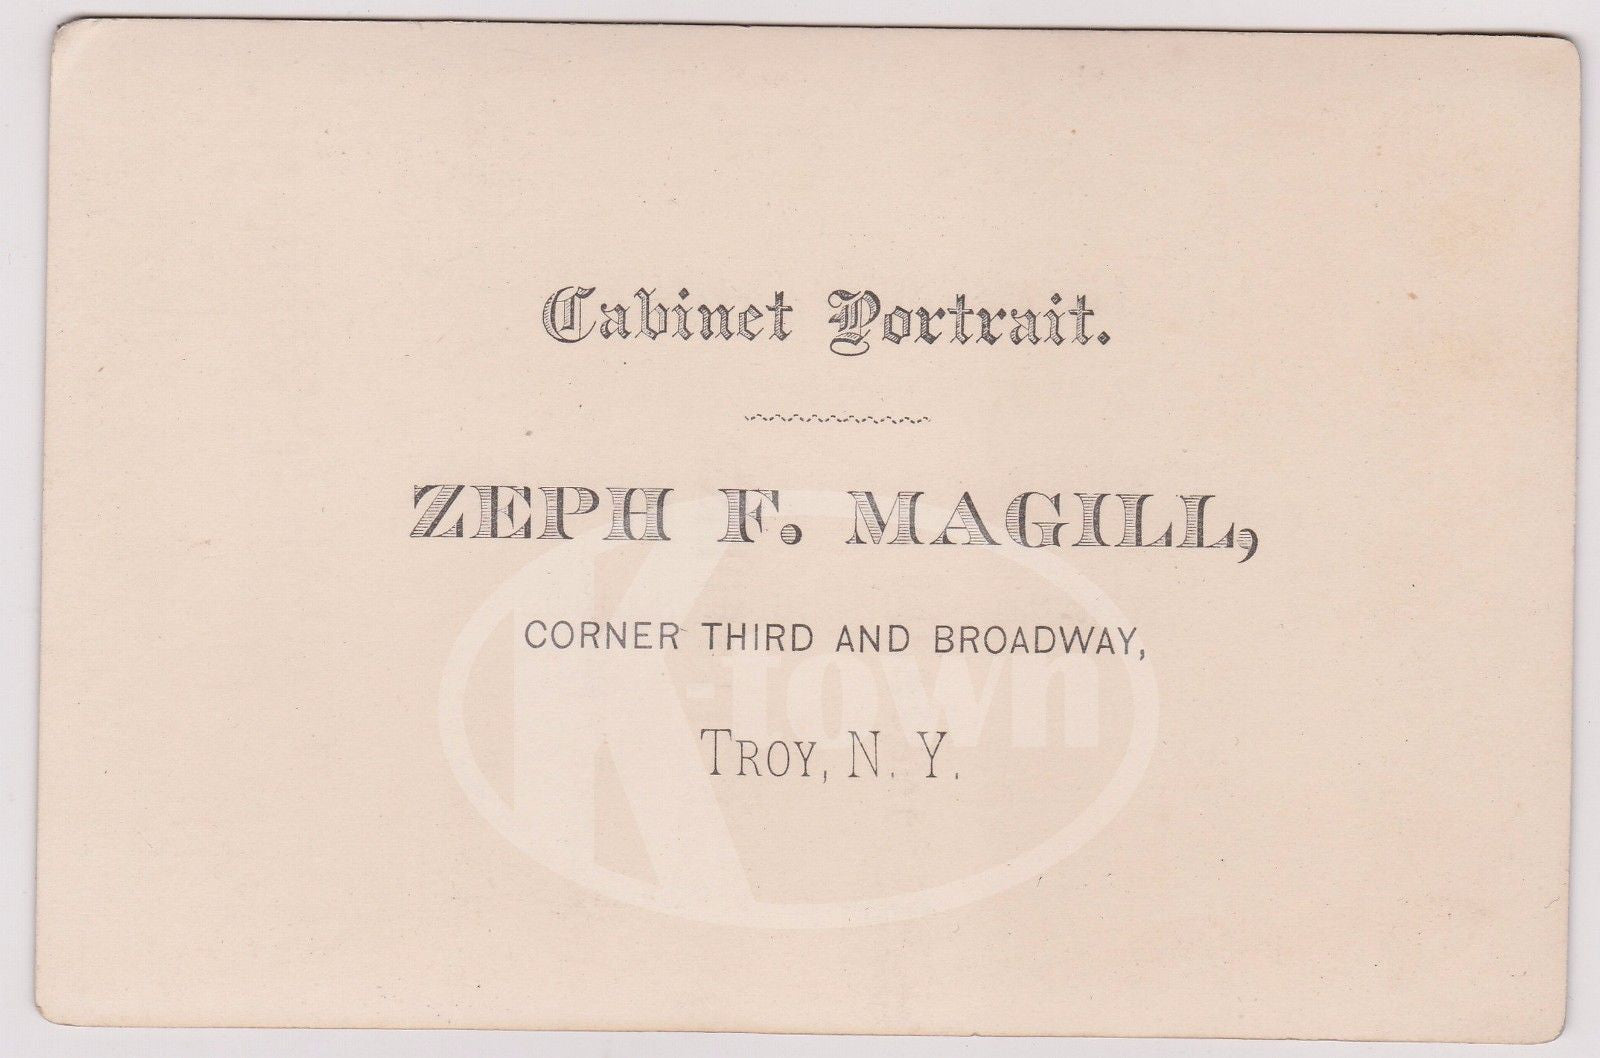 Cabinet Portrait.
ZEPH F. MAGILL,
CORNER THIRD AND BROADWAY,
K-town
TROY, N. Y.